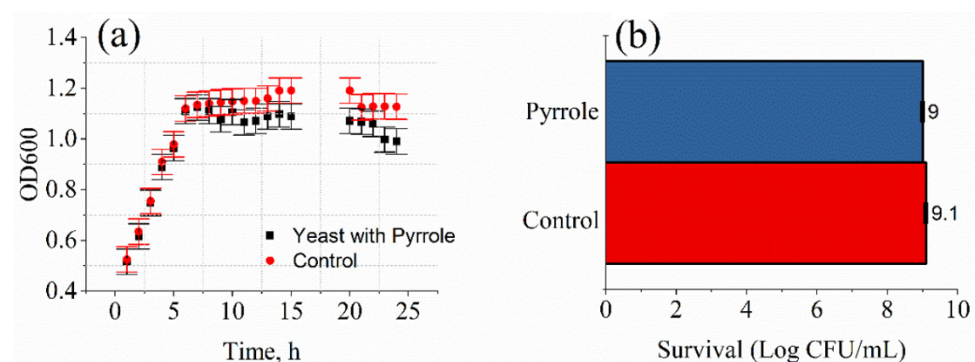 (a)
1.4
1.2
1.0
0.8
0.6
0.4
OD600
Yeast with Pyrrole
Control
0 5 10 15 20 25
Time, h
(b)
Pyrrole
Control
9
9.1
0 2 4 6 8 10
Survival (Log CFU/mL)